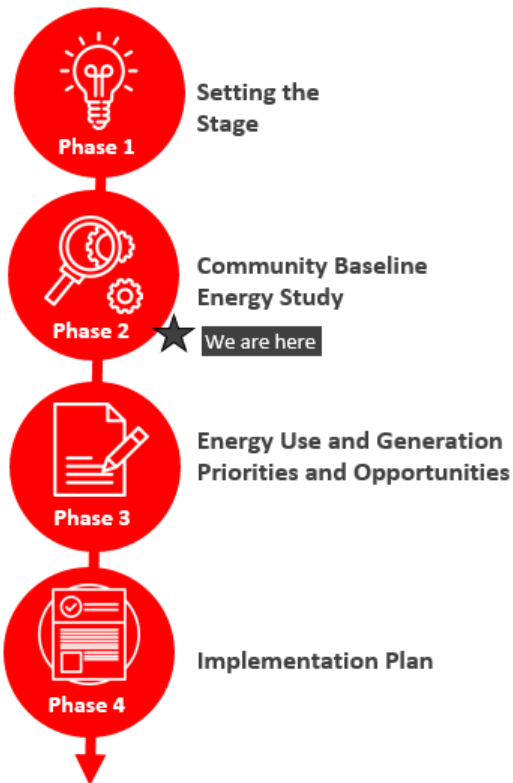 Phase 1
Setting the
Stage
Phase 2
Community Baseline
Energy Study
We are here
Phase 3
Energy Use and Generation
Priorities and Opportunities
Phase 4
Implementation Plan